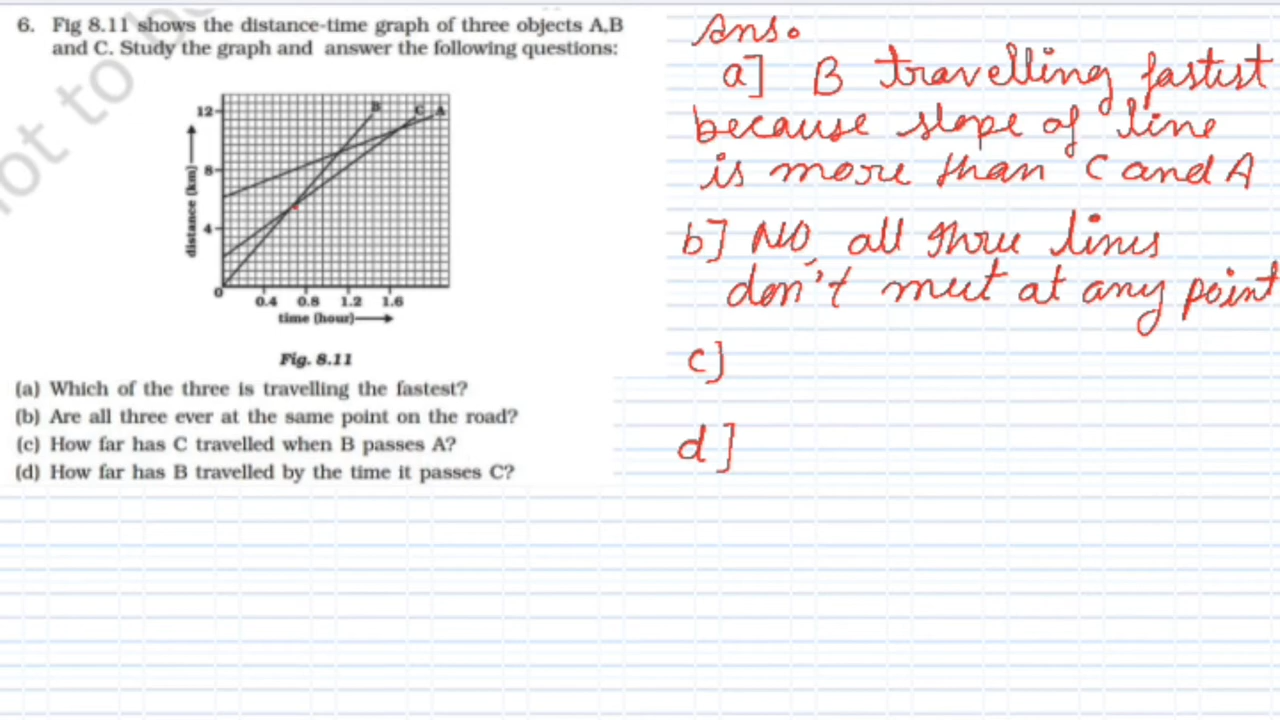 6. Fig 8.11 shows the distance-time graph of three objects A,B
and C. Study the graph and answer the following questions:
not to b
B
C
A
12
8
4
0
distance (km)
0.4 0.8 1.2 1.6
time (hour)
Fig. 8.11
(a) Which of the three is travelling the fastest?
(b) Are all three ever at the same point on the road?
(c) How far has C travelled when B passes A?
(d) How far has B travelled by the time it passes C?
Ans.
a] B travelling fastest
because slope of line
is more than C and A
b] NO, all three lines
don't meet at any point
c]
d]